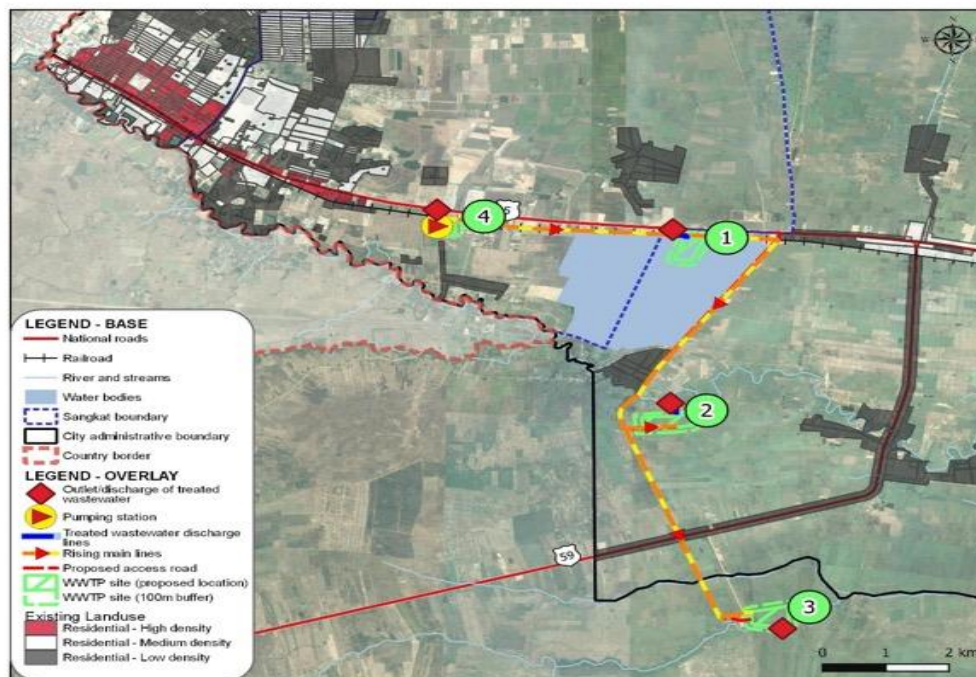 4
5
1
2
59
3
LEGEND - BASE
National roads
Railroad
River and streams
Water bodies
Sangkat boundary
City administrative boundary
Country border
LEGEND - OVERLAY
Outlet/discharge of treated
wastewater
Pumping station
Treated wastewater discharge
lines
Rising main lines
Proposed access road
WWTP site (proposed location)
WWTP site (100m buffer)
Existing Landuse
Residential - High density
Residential - Medium density
Residential - Low density
0 1 2 km